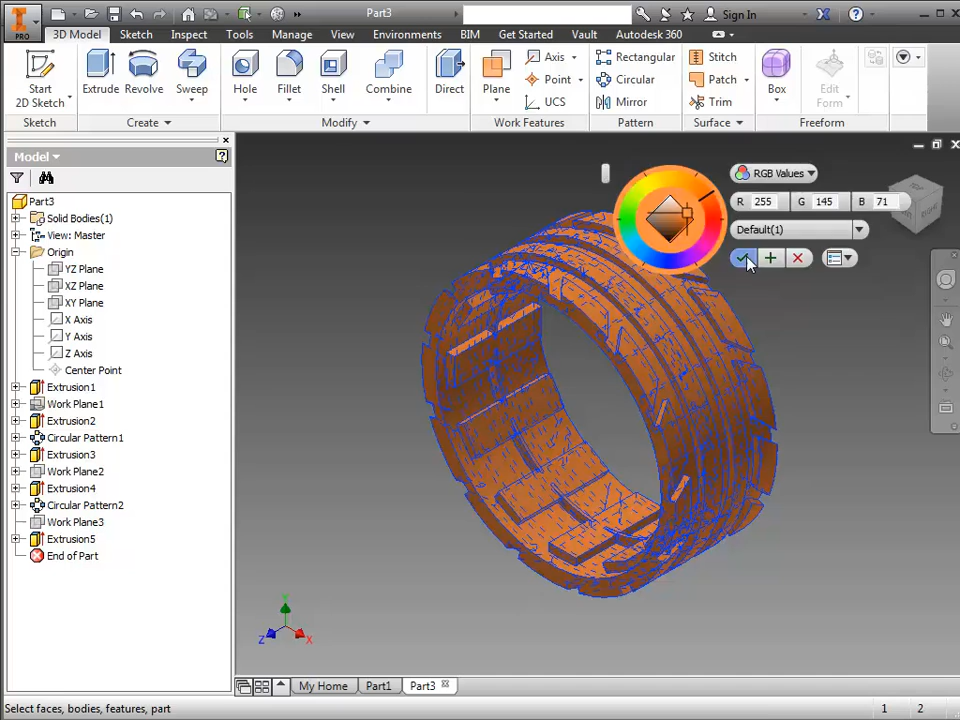 Part3
Sign In
PRO
3D Model Sketch Inspect Tools Manage View Environments BIM Get Started Vault Autodesk 360
Start
2D Sketch
Extrude Revolve Sweep
Hole Fillet Shell Combine Direct
Plane
Axis
Point
UCS
Rectangular
Circular
Mirror
Stitch
Patch
Trim
Box
Edit
Form
Sketch Create Modify Work Features Pattern Surface Freeform
Model
Part3
Solid Bodies(1)
View: Master
Origin
YZ Plane
XZ Plane
XY Plane
X Axis
Y Axis
Z Axis
Center Point
Extrusion1
Work Plane1
Extrusion2
Circular Pattern1
Extrusion3
Work Plane2
Extrusion4
Circular Pattern2
Work Plane3
Extrusion5
End of Part
RGB Values
R 255 G 145 B 71
Default(1)
Y
Z X
My Home Part1 Part3
Select faces, bodies, features, part 1 2